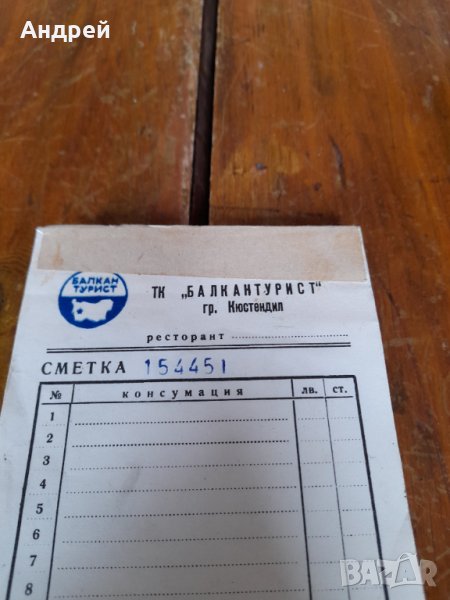 Андрей
БАЛКАН
ТУРИСТ
ТК „БАЛКАНТУРИСТ“
гр. Кюстендил
ресторант
СМЕТКА 154451
№ консумация лв. ст.
1
2
3
4
5
6
7
8
BAZAR